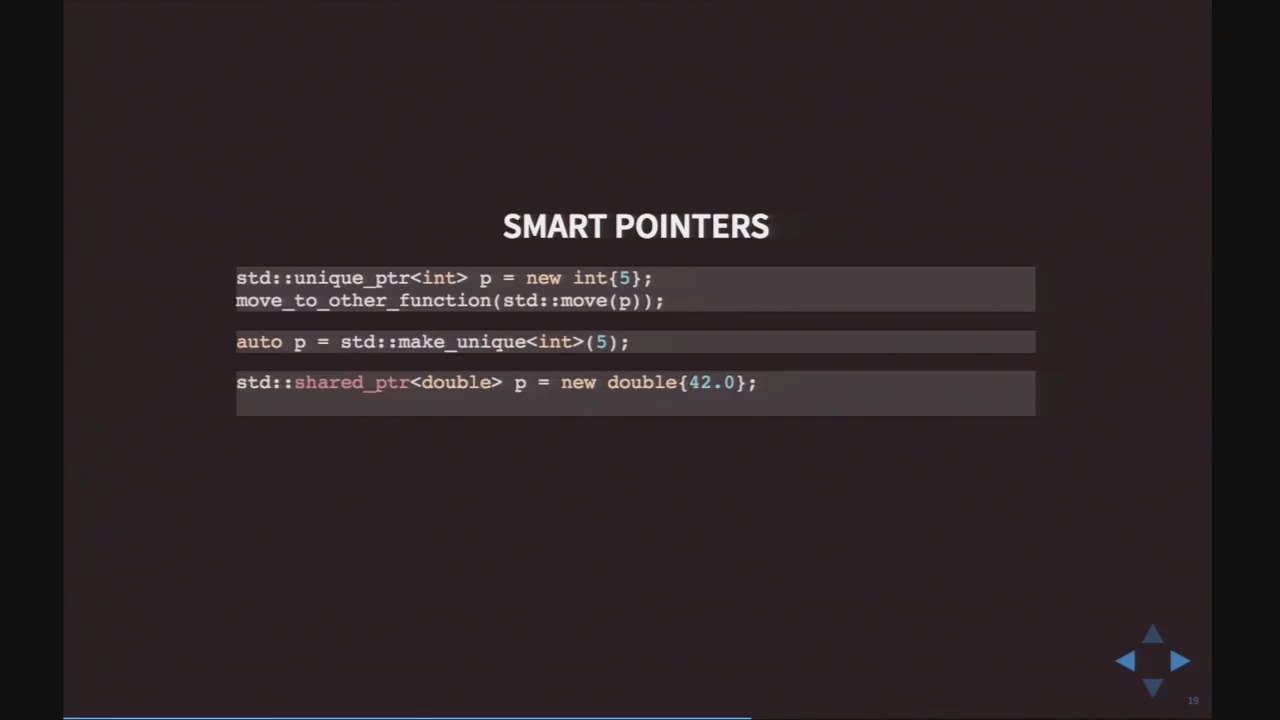 SMART POINTERS
std::unique_ptr<int> p = new int{5};
move_to_other_function(std::move(p));
auto p = std::make_unique<int>(5);
std::shared_ptr<double> p = new double{42.0};
19